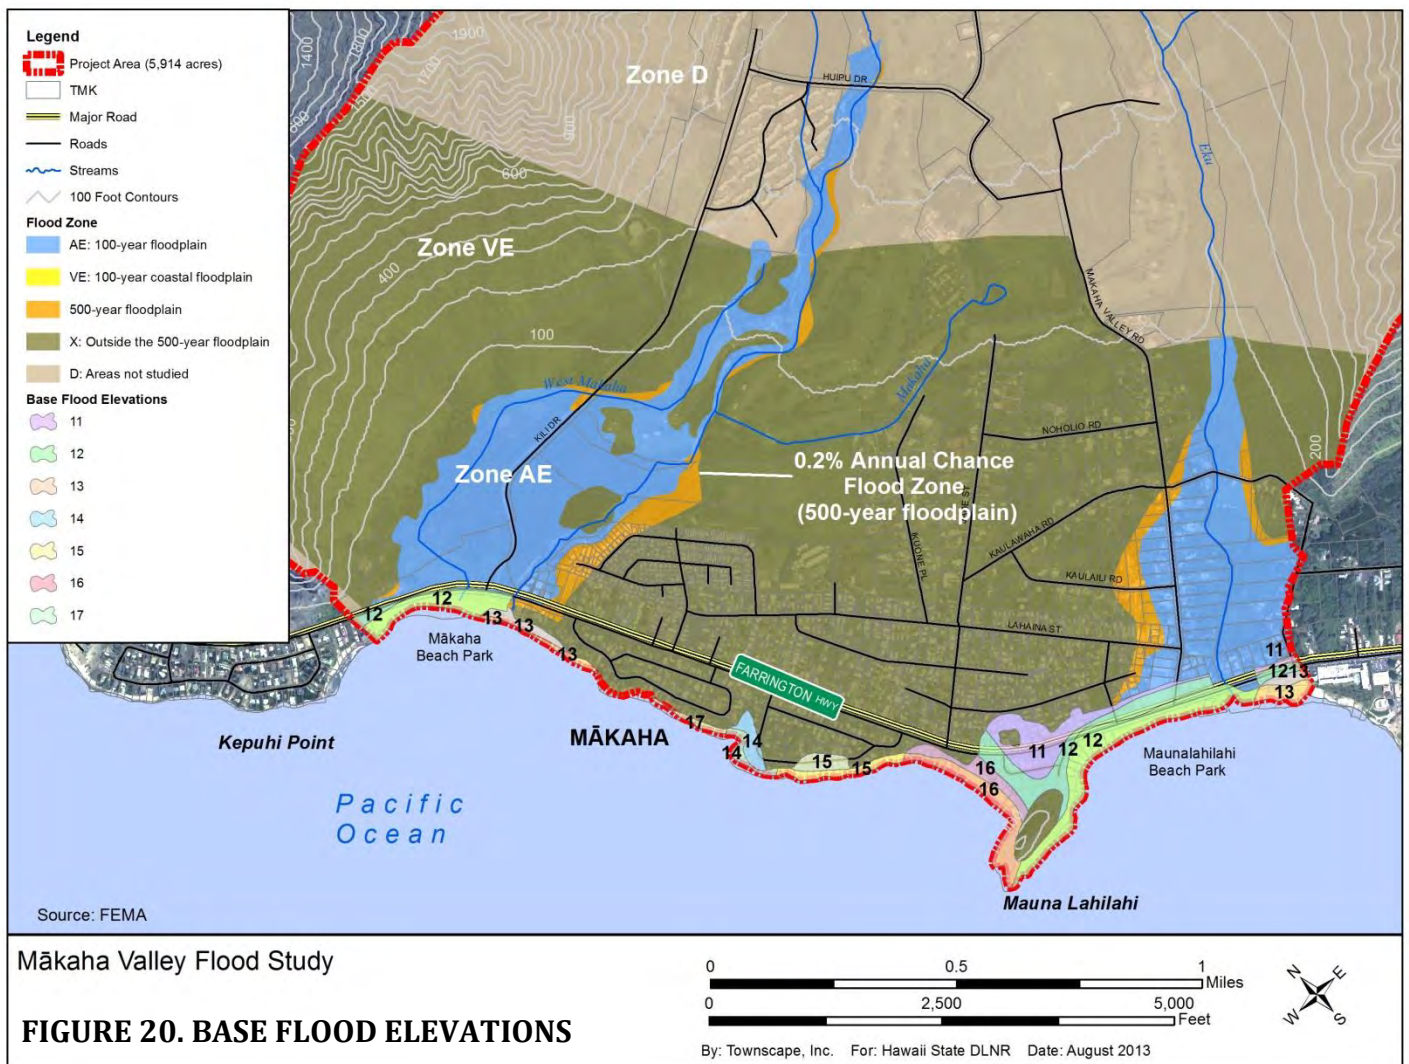 Legend
Project Area (5,914 acres)
TMK
Major Road
Roads
Streams
100 Foot Contours
Flood Zone
AE: 100-year floodplain
VE: 100-year coastal floodplain
500-year floodplain
X: Outside the 500-year floodplain
D: Areas not studied
Base Flood Elevations
11
12
13
14
15
16
17
1400
1800
1900
1700
600
400
100
200
Zone D
HUIPU DR
Eku
Zone VE
MAKAHA VALLEY RD
West Makaha
Makaha
KILI DR
NOHOLIO RD
Zone AE
0.2% Annual Chance
Flood Zone
(500-year floodplain)
KAULAWAHA RD
IKUONE PL
KAULAILI RD
LAHAINA ST
12
12
13
13
13
17
14
14
15
15
16
16
11
12
12
11
12
13
13
Mākaha
Beach Park
FARRINGTON HWY
MĀKAHA
Kepuhi Point
Maunalahilahi
Beach Park
Pacific
Ocean
Mauna Lahilahi
Source: FEMA
Mākaha Valley Flood Study
FIGURE 20. BASE FLOOD ELEVATIONS
0 0.5 1
Miles
0 2,500 5,000
Feet
N
E
W
S
By: Townscape, Inc. For: Hawaii State DLNR Date: August 2013